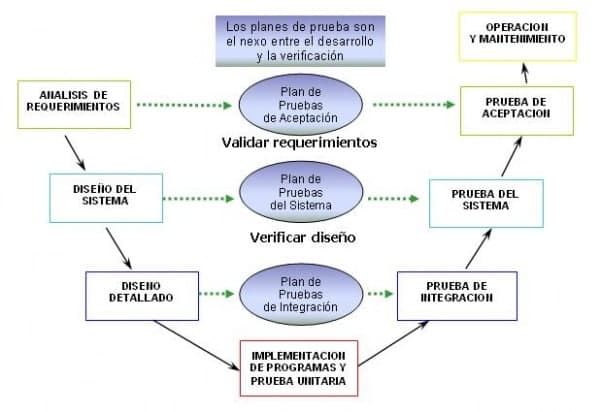 Los planes de prueba son
el nexo entre el desarrollo
y la verificación
OPERACION
Y MANTENIMIENTO
ANALISIS DE
REQUERIMIENTOS
Plan de
Pruebas
de Aceptación
PRUEBA DE
ACEPTACION
Validar requerimientos
DISEÑO DEL
SISTEMA
Plan de
Pruebas
del Sistema
PRUEBA DEL
SISTEMA
Verificar diseño
DISENO
DETALLADO
Plan de
Pruebas
de Integración
PRUEBA DE
INTEGRACION
IMPLEMENTACION
DE PROGRAMAS Y
PRUEBA UNITARIA